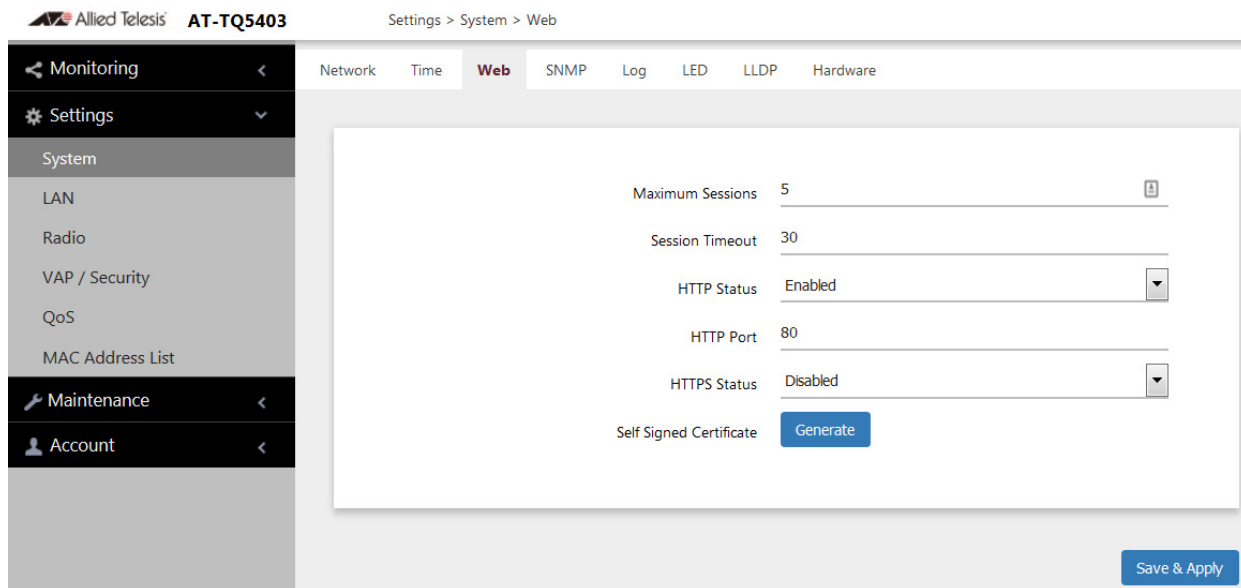 Allied Telesis AT-TQ5403
Settings > System > Web
Monitoring
Settings
System
LAN
Radio
VAP / Security
QoS
MAC Address List
Maintenance
Account
Network Time Web SNMP Log LED LLDP Hardware
Maximum Sessions 5
Session Timeout 30
HTTP Status Enabled
HTTP Port 80
HTTPS Status Disabled
Self Signed Certificate Generate
Save & Apply